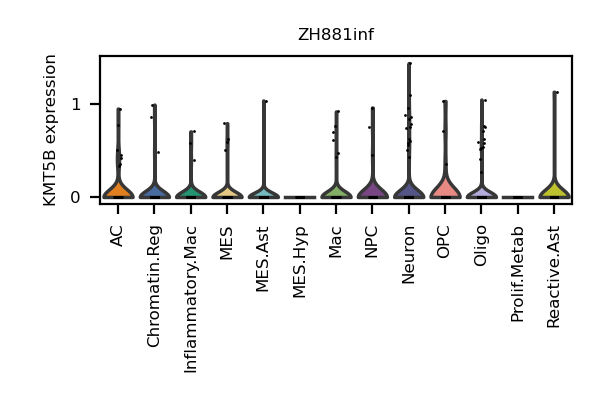 ZH881inf
KMT5B expression
1
0
AC
Chromatin.Reg
Inflammatory.Mac
MES
MES.Ast
MES.Hyp
Mac
NPC
Neuron
OPC
Oligo
Prolif.Metab
Reactive.Ast